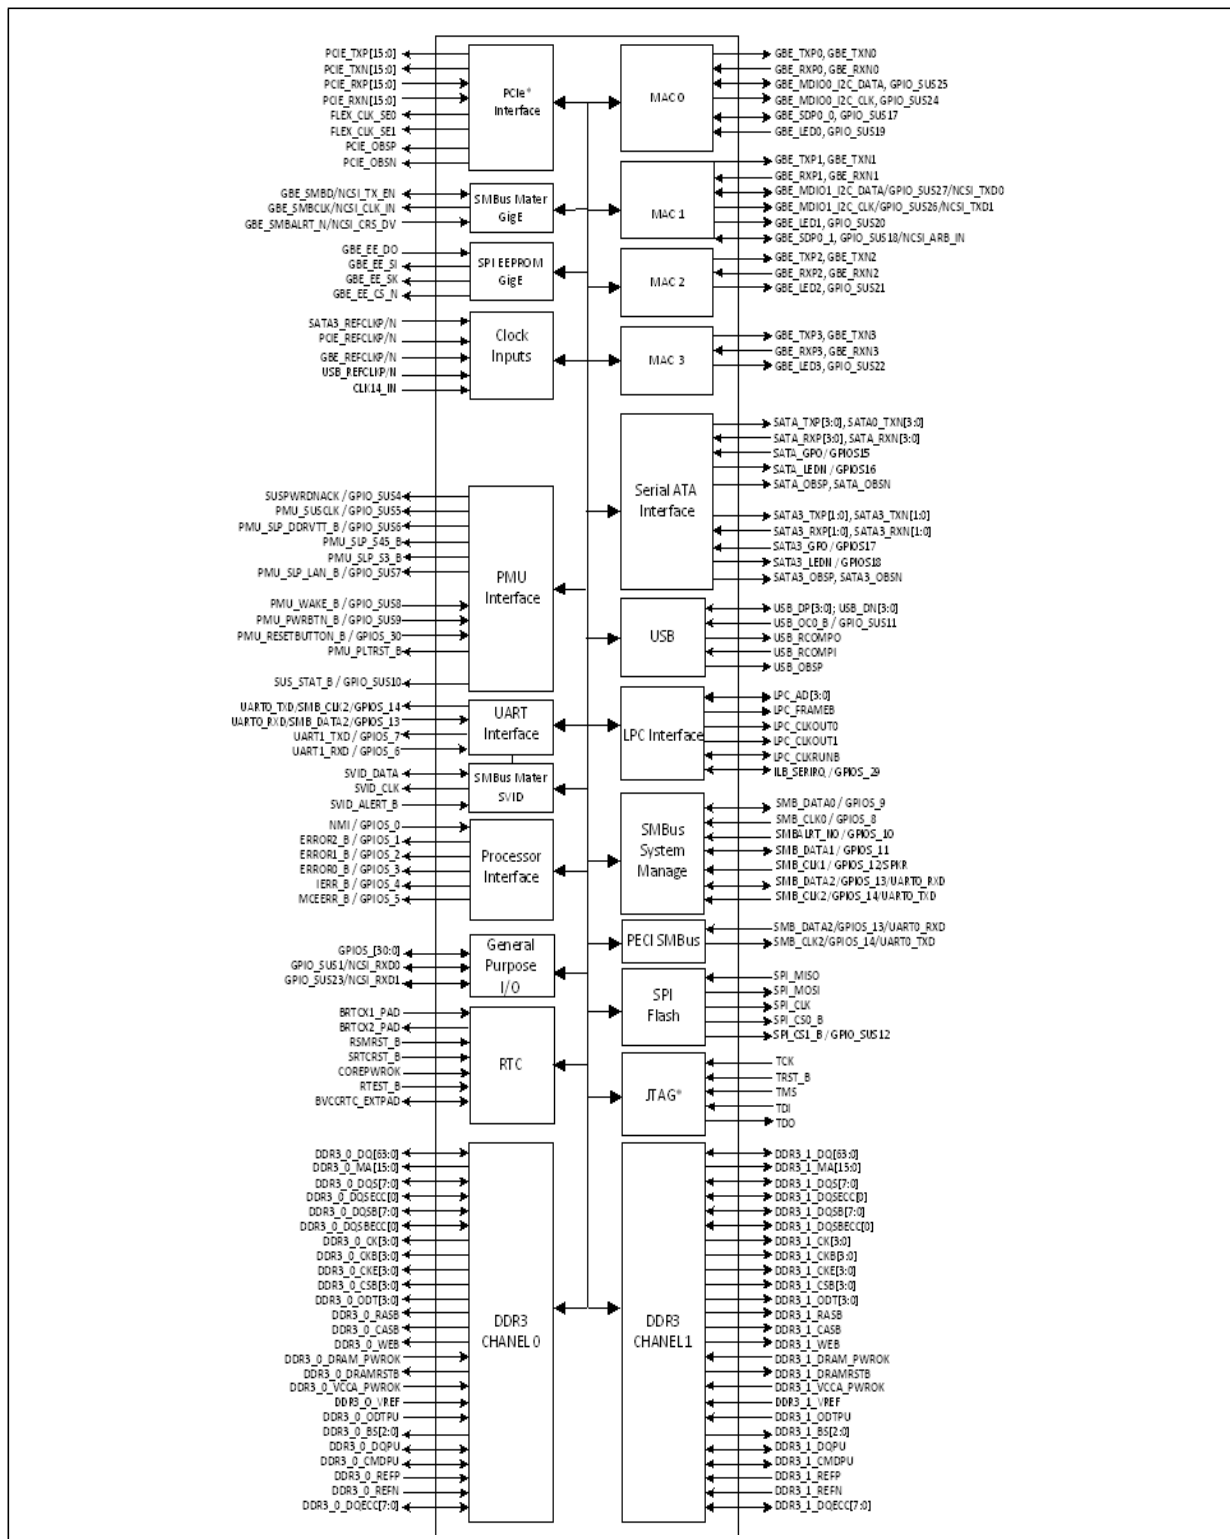 PCIE_TXP[15:0]
PCIE_TXN[15:0]
PCIE_RXP[15:0]
PCIE_RXN[15:0]
FLEX_CLK_SE0
FLEX_CLK_SE1
PCIE_OBSP
PCIE_OBSN
PCIe*
Interface
GBE_SMBD/NCSI_TX_EN
GBE_SMBCLK/NCSI_CLK_IN
GBE_SMBALRT_N/NCSI_CRS_DV
SMBus Mater
GigE
GBE_EE_DO
GBE_EE_SI
GBE_EE_SK
GBE_EE_CS_N
SPI EEPROM
GigE
SATA3_REFCLKP/N
PCIE_REFCLKP/N
GBE_REFCLKP/N
USB_REFCLKP/N
CLK14_IN
Clock
Inputs
SUSPWRDNACK / GPIO_SUS4
PMU_SUSCLK / GPIO_SUS5
PMU_SLP_DDRVTT_B / GPIO_SUS6
PMU_SLP_S45_B
PMU_SLP_S3_B
PMU_SLP_LAN_B / GPIO_SUS7
PMU_WAKE_B / GPIO_SUS8
PMU_PWRBTN_B / GPIO_SUS9
PMU_RESETBUTTON_B / GPIOS_30
PMU_PLTRST_B
SUS_STAT_B / GPIO_SUS10
PMU
Interface
UART0_TXD/SMB_CLK2/GPIOS_14
UART0_RXD/SMB_DATA2/GPIOS_13
UART1_TXD / GPIOS_7
UART1_RXD / GPIOS_6
UART
Interface
SVID_DATA
SVID_CLK
SVID_ALERT_B
SMBus Mater
SVID
NMI / GPIOS_0
ERROR2_B / GPIOS_1
ERROR1_B / GPIOS_2
ERROR0_B / GPIOS_3
IERR_B / GPIOS_4
MCEERR_B / GPIOS_5
Processor
Interface
GPIOS_[30:0]
GPIO_SUS1/NCSI_RXD0
GPIO_SUS23/NCSI_RXD1
General
Purpose
I/O
BRTCX1_PAD
BRTCX2_PAD
RSMRST_B
SRTCRST_B
COREPWROK
RTEST_B
BVCCRTC_EXTPAD
RTC
DDR3_0_DQ[63:0]
DDR3_0_MA[15:0]
DDR3_0_DQS[7:0]
DDR3_0_DQSECC[0]
DDR3_0_DQSB[7:0]
DDR3_0_DQSBECC[0]
DDR3_0_CK[3:0]
DDR3_0_CKB[3:0]
DDR3_0_CKE[3:0]
DDR3_0_CSB[3:0]
DDR3_0_ODT[3:0]
DDR3_0_RASB
DDR3_0_CASB
DDR3_0_WEB
DDR3_0_DRAM_PWROK
DDR3_0_DRAMRSTB
DDR3_0_VCCA_PWROK
DDR3_0_VREF
DDR3_0_ODTPU
DDR3_0_BS[2:0]
DDR3_0_DQPU
DDR3_0_CMDPU
DDR3_0_REFP
DDR3_0_REFN
DDR3_0_DQECC[7:0]
DDR3
CHANEL 0
MAC 0
GBE_TXP0, GBE_TXN0
GBE_RXP0, GBE_RXN0
GBE_MDIO0_I2C_DATA, GPIO_SUS25
GBE_MDIO0_I2C_CLK, GPIO_SUS24
GBE_SDP0_0, GPIO_SUS17
GBE_LED0, GPIO_SUS19
MAC 1
GBE_TXP1, GBE_TXN1
GBE_RXP1, GBE_RXN1
GBE_MDIO1_I2C_DATA/GPIO_SUS27/NCSI_TXD0
GBE_MDIO1_I2C_CLK/GPIO_SUS26/NCSI_TXD1
GBE_LED1, GPIO_SUS20
GBE_SDP0_1, GPIO_SUS18/NCSI_ARB_IN
MAC 2
GBE_TXP2, GBE_TXN2
GBE_RXP2, GBE_RXN2
GBE_LED2, GPIO_SUS21
MAC 3
GBE_TXP3, GBE_TXN3
GBE_RXP3, GBE_RXN3
GBE_LED3, GPIO_SUS22
Serial ATA
Interface
SATA_TXP[3:0], SATA0_TXN[3:0]
SATA_RXP[3:0], SATA_RXN[3:0]
SATA_GPO / GPIOS15
SATA_LEDN / GPIOS16
SATA_OBSP, SATA_OBSN
SATA3_TXP[1:0], SATA3_TXN[1:0]
SATA3_RXP[1:0], SATA3_RXN[1:0]
SATA3_GPO / GPIOS17
SATA3_LEDN / GPIOS18
SATA3_OBSP, SATA3_OBSN
USB
USB_DP[3:0]; USB_DN[3:0]
USB_OC0_B / GPIO_SUS11
USB_RCOMPO
USB_RCOMPI
USB_OBSP
LPC Interface
LPC_AD[3:0]
LPC_FRAMEB
LPC_CLKOUT0
LPC_CLKOUT1
LPC_CLKRUNB
ILB_SERIRQ / GPIOS_29
SMBus
System
Manage
SMB_DATA0 / GPIOS_9
SMB_CLK0 / GPIOS_8
SMBALRT_N0 / GPIOS_10
SMB_DATA1 / GPIOS_11
SMB_CLK1 / GPIOS_12/SPKR
SMB_DATA2/GPIOS_13/UART0_RXD
SMB_CLK2/GPIOS_14/UART0_TXD
PECI SMBus
SMB_DATA2/GPIOS_13/UART0_RXD
SMB_CLK2/GPIOS_14/UART0_TXD
SPI
Flash
SPI_MISO
SPI_MOSI
SPI_CLK
SPI_CS0_B
SPI_CS1_B / GPIO_SUS12
JTAG*
TCK
TRST_B
TMS
TDI
TDO
DDR3
CHANEL 1
DDR3_1_DQ[63:0]
DDR3_1_MA[15:0]
DDR3_1_DQS[7:0]
DDR3_1_DQSECC[0]
DDR3_1_DQSB[7:0]
DDR3_1_DQSBECC[0]
DDR3_1_CK[3:0]
DDR3_1_CKB[3:0]
DDR3_1_CKE[3:0]
DDR3_1_CSB[3:0]
DDR3_1_ODT[3:0]
DDR3_1_RASB
DDR3_1_CASB
DDR3_1_WEB
DDR3_1_DRAM_PWROK
DDR3_1_DRAMRSTB
DDR3_1_VCCA_PWROK
DDR3_1_VREF
DDR3_1_ODTPU
DDR3_1_BS[2:0]
DDR3_1_DQPU
DDR3_1_CMDPU
DDR3_1_REFP
DDR3_1_REFN
DDR3_1_DQECC[7:0]